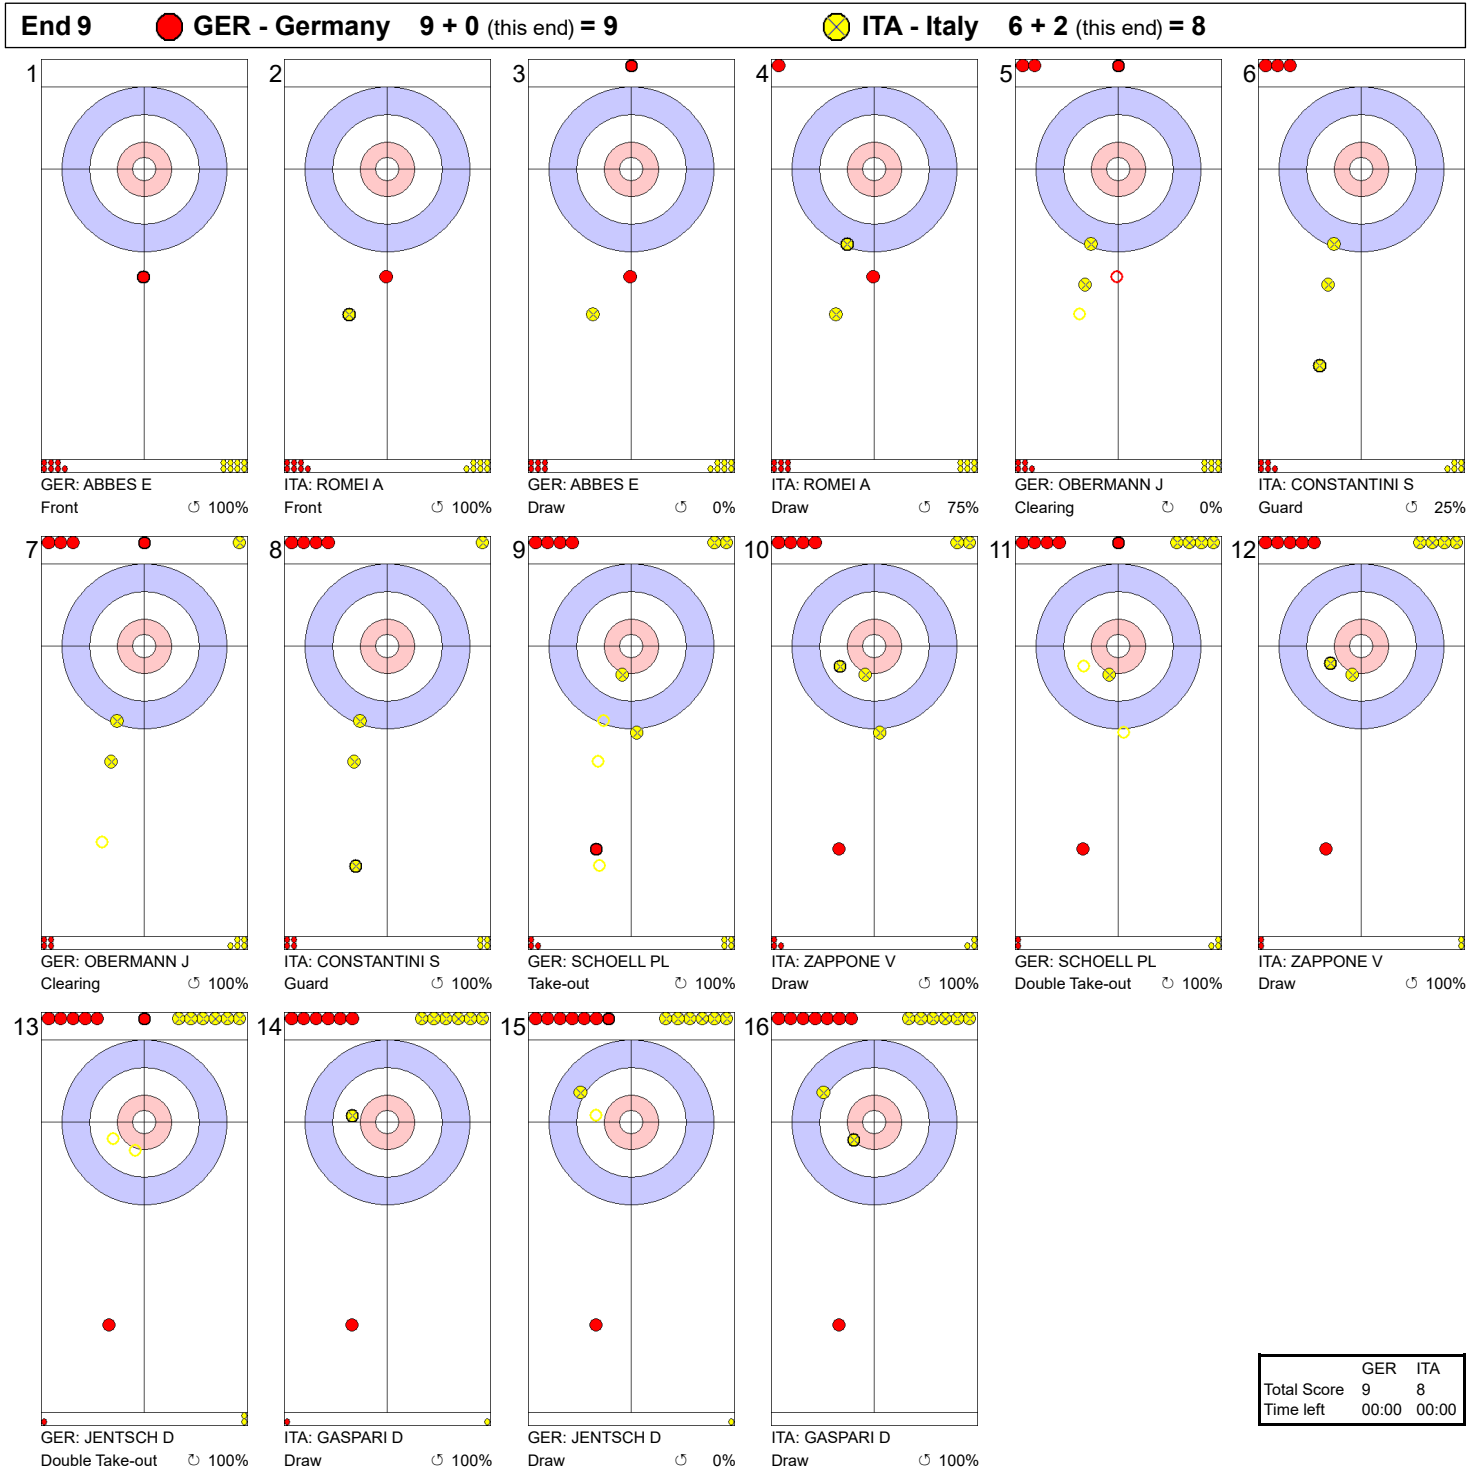 End 9 GER - Germany 9 + 0 (this end) = 9 ITA - Italy 6 + 2 (this end) = 8
1 2 3 4 5 6
GER: ABBES E ITA: ROMEI A GER: ABBES E ITA: ROMEI A GER: OBERMANN J ITA: CONSTANTINI S
Front ↺ 100% Front ↺ 100% Draw ↺ 0% Draw ↺ 75% Clearing ↻ 0% Guard ↺ 25%
7 8 9 10 11 12
GER: OBERMANN J ITA: CONSTANTINI S GER: SCHOELL PL ITA: ZAPPONE V GER: SCHOELL PL ITA: ZAPPONE V
Clearing ↺ 100% Guard ↺ 100% Take-out ↻ 100% Draw ↺ 100% Double Take-out ↻ 100% Draw ↺ 100%
13 14 15 16
GER: JENTSCH D ITA: GASPARI D GER: JENTSCH D ITA: GASPARI D
Double Take-out ↻ 100% Draw ↺ 100% Draw ↺ 0% Draw ↺ 100%
GER ITA
Total Score 9 8
Time left 00:00 00:00